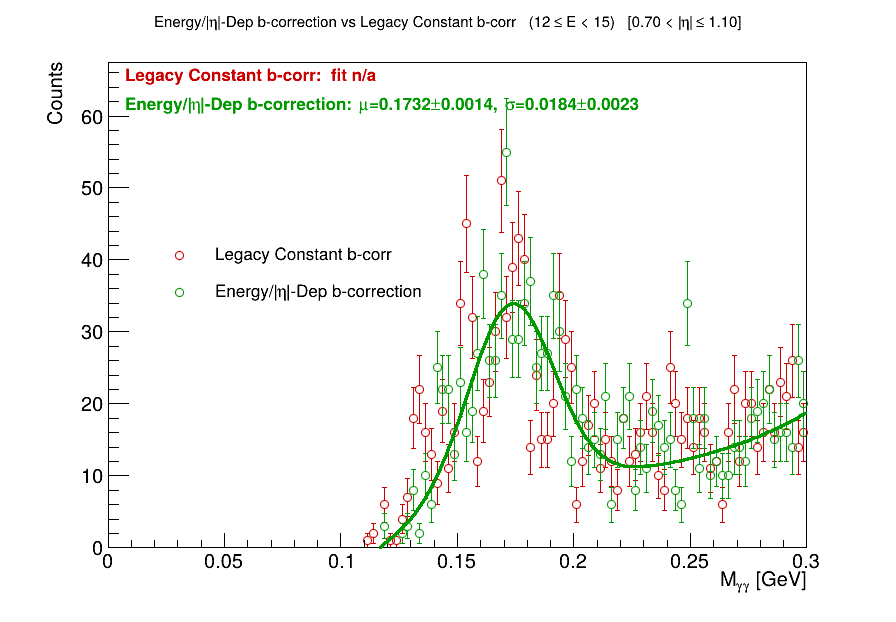 Energy/|η|-Dep b-correction vs Legacy Constant b-corr (12 ≤ E < 15) [0.70 < |η| ≤ 1.10]
Counts
Legacy Constant b-corr: fit n/a
Energy/|η|-Dep b-correction: μ=0.1732±0.0014, σ=0.0184±0.0023
Legacy Constant b-corr
Energy/|η|-Dep b-correction
60
50
40
30
20
10
0
0 0.05 0.1 0.15 0.2 0.25 0.3
M_γγ [GeV]